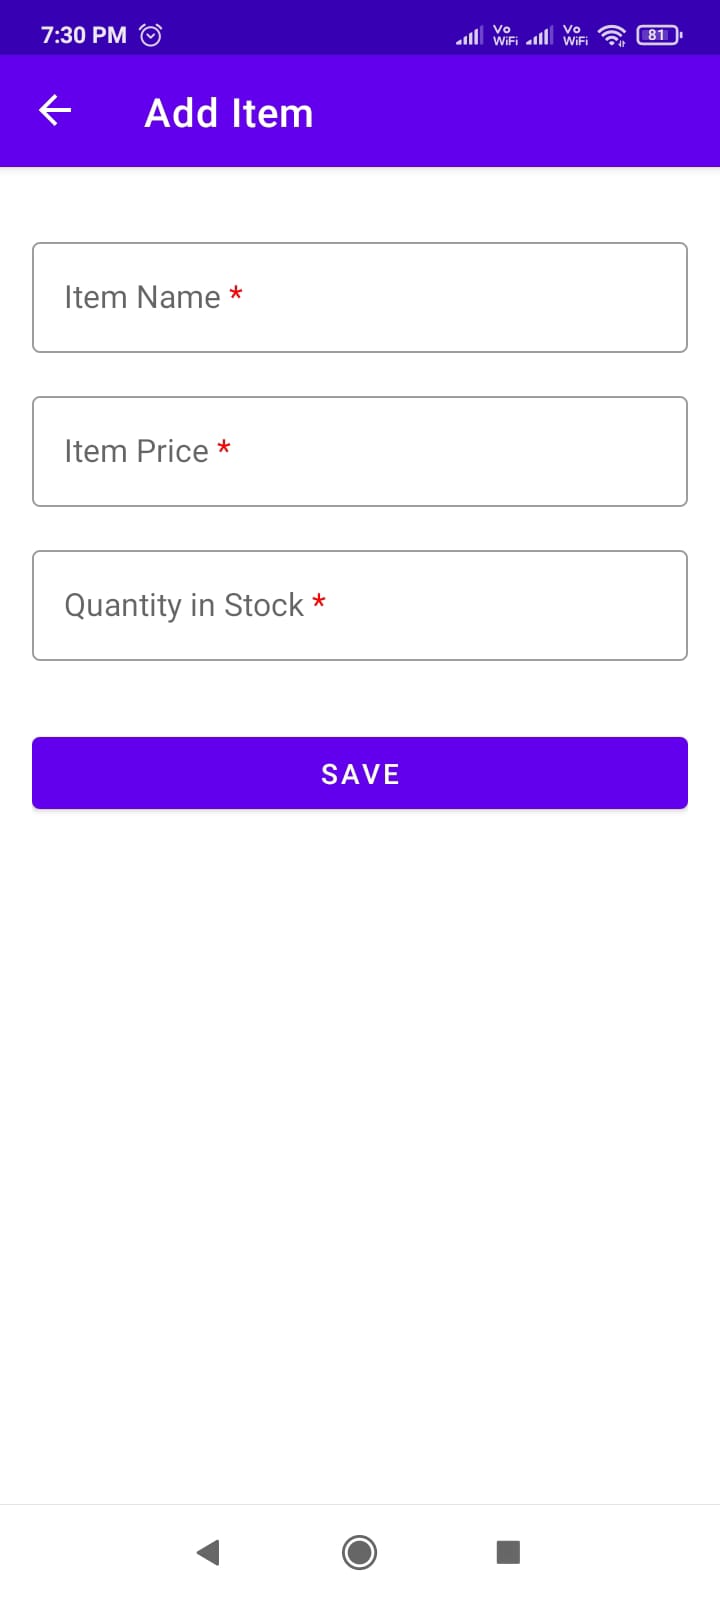 7:30 PM
Vo WiFi Vo WiFi 81
Add Item
Item Name *
Item Price *
Quantity in Stock *
SAVE